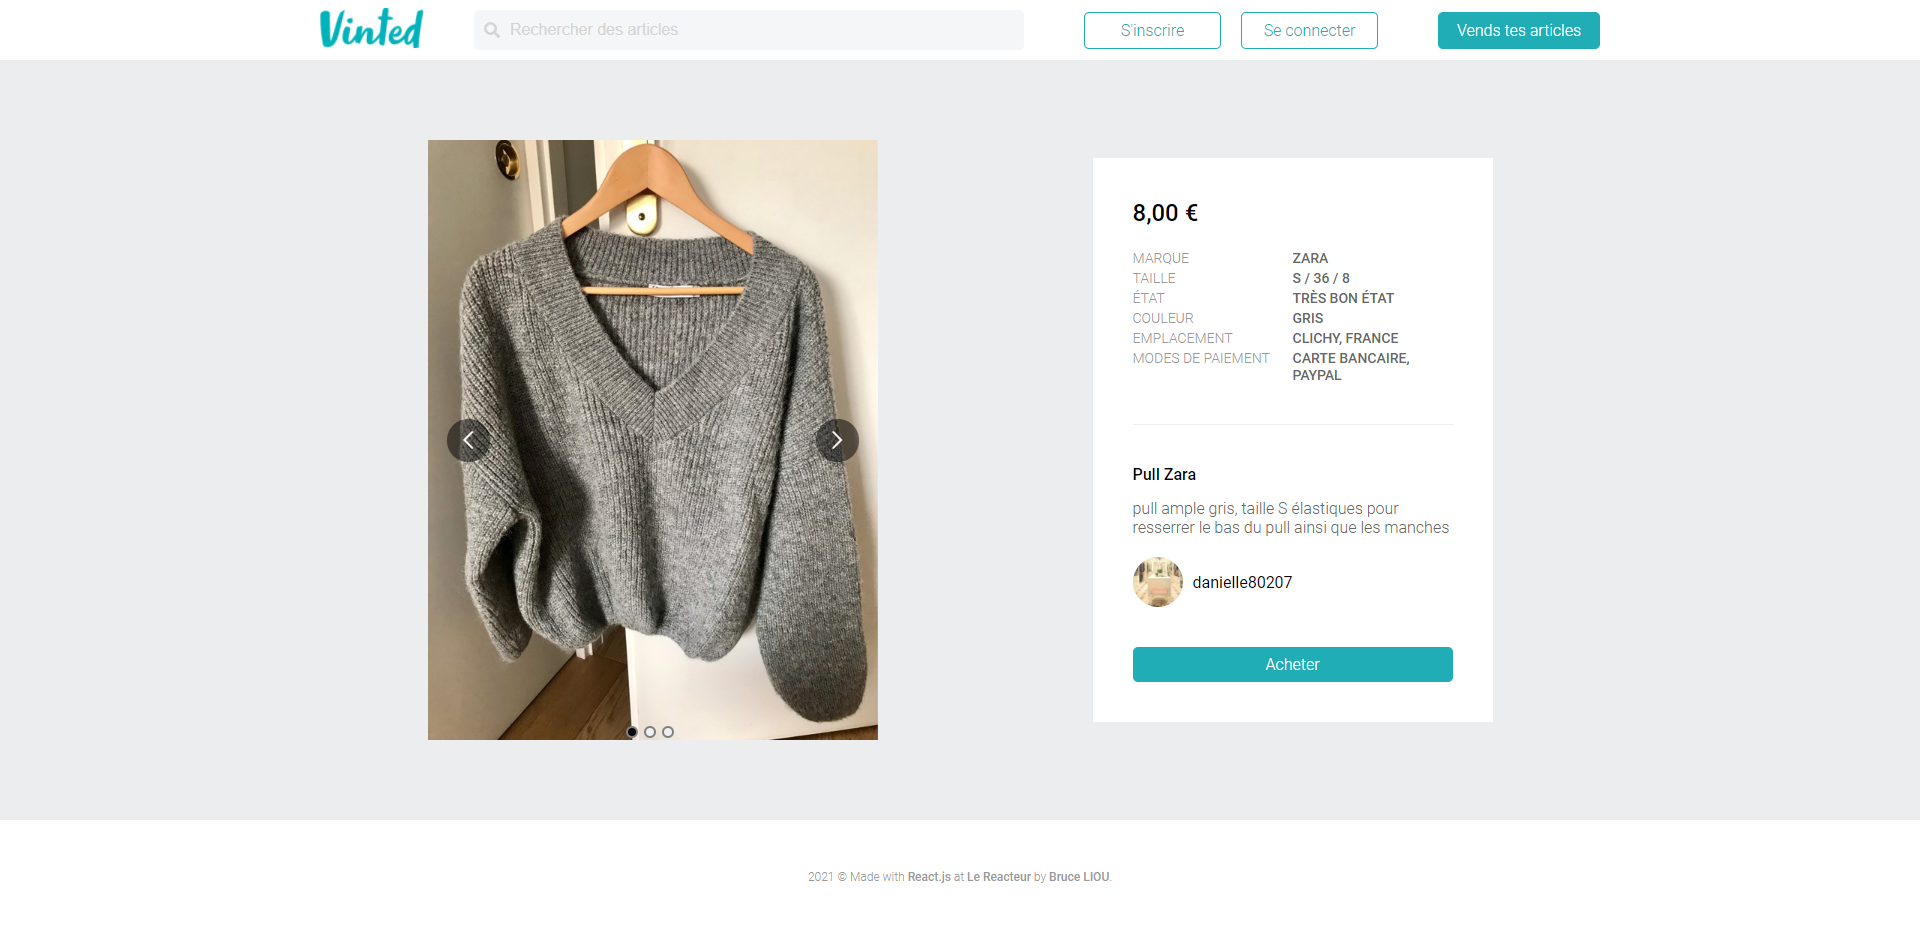 Vinted
Rechercher des articles
S'inscrire
Se connecter
Vends tes articles
8,00 €
MARQUE ZARA
TAILLE S / 36 / 8
ÉTAT TRÈS BON ÉTAT
COULEUR GRIS
EMPLACEMENT CLICHY, FRANCE
MODES DE PAIEMENT CARTE BANCAIRE,
PAYPAL
Pull Zara
pull ample gris, taille S élastiques pour
resserrer le bas du pull ainsi que les manches
danielle80207
Acheter
2021 © Made with React.js at Le Reacteur by Bruce LIOU.